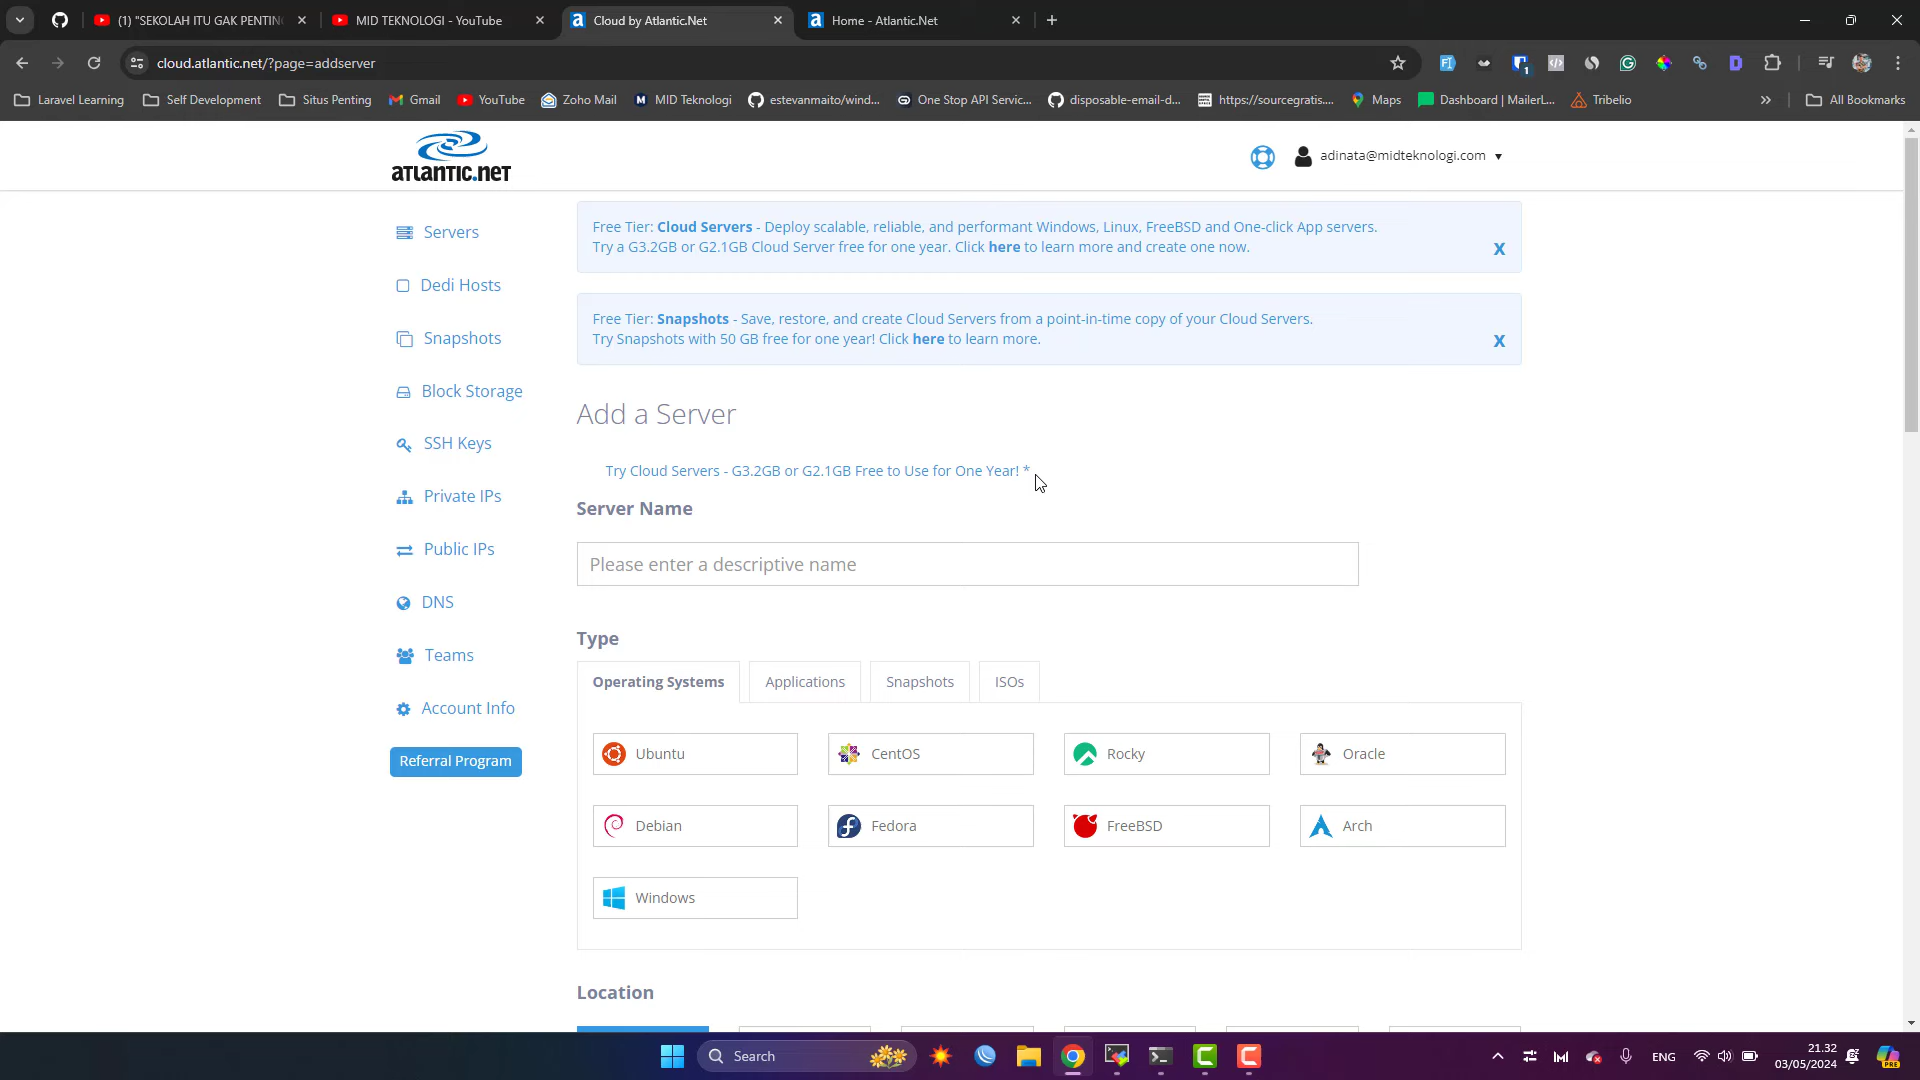 (1) "SEKOLAH ITU GAK PENTING
MID TEKNOLOGI - YouTube
Cloud by Atlantic.Net
Home - Atlantic.Net
cloud.atlantic.net/?page=addserver
Laravel Learning
Self Development
Situs Penting
Gmail
YouTube
Zoho Mail
MID Teknologi
estevanmaito/wind...
One Stop API Servic...
disposable-email-d...
https://sourcegratis....
Maps
Dashboard | MailerL...
Tribelio
»
All Bookmarks
ATLANTIC.NET
adinata@midteknologi.com
Servers
Dedi Hosts
Snapshots
Block Storage
SSH Keys
Private IPs
Public IPs
DNS
Teams
Account Info
Referral Program
Free Tier: Cloud Servers - Deploy scalable, reliable, and performant Windows, Linux, FreeBSD and One-click App servers.
Try a G3.2GB or G2.1GB Cloud Server free for one year. Click here to learn more and create one now.
X
Free Tier: Snapshots - Save, restore, and create Cloud Servers from a point-in-time copy of your Cloud Servers.
Try Snapshots with 50 GB free for one year! Click here to learn more.
X
Add a Server
Try Cloud Servers - G3.2GB or G2.1GB Free to Use for One Year! *
Server Name
Please enter a descriptive name
Type
Operating Systems
Applications
Snapshots
ISOs
Ubuntu
CentOS
Rocky
Oracle
Debian
Fedora
FreeBSD
Arch
Windows
Location
Search
ENG
21.32
03/05/2024